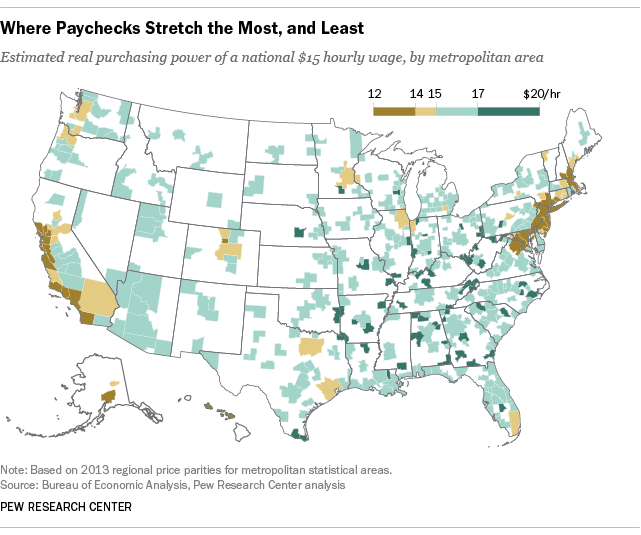 Where Paychecks Stretch the Most, and Least
Estimated real purchasing power of a national $15 hourly wage, by metropolitan area
12 14 15 17 $20/hr
Note: Based on 2013 regional price parities for metropolitan statistical areas.
Source: Bureau of Economic Analysis, Pew Research Center analysis
PEW RESEARCH CENTER